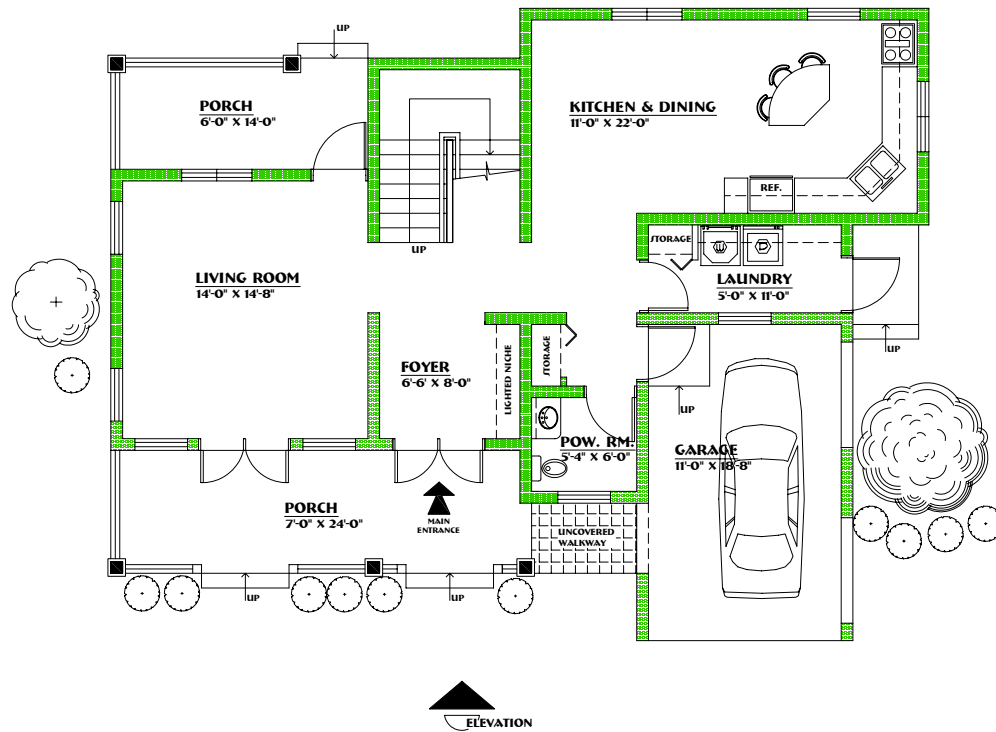 UP
PORCH
6'-0" X 14'-0"
KITCHEN & DINING
11'-0" X 22'-0"
REF.
UP
STORAGE
W
D
LIVING ROOM
14'-0" X 14'-8"
LAUNDRY
5'-0" X 11'-0"
UP
FOYER
6'-6' X 8'-0"
LIGHTED NICHE
STORAGE
UP
POW. RM.
5'-4" X 6'-0"
GARAGE
11'-0" X 18'-8"
PORCH
7'-0" X 24'-0"
MAIN
ENTRANCE
UNCOVERED
WALKWAY
UP
UP
ELEVATION